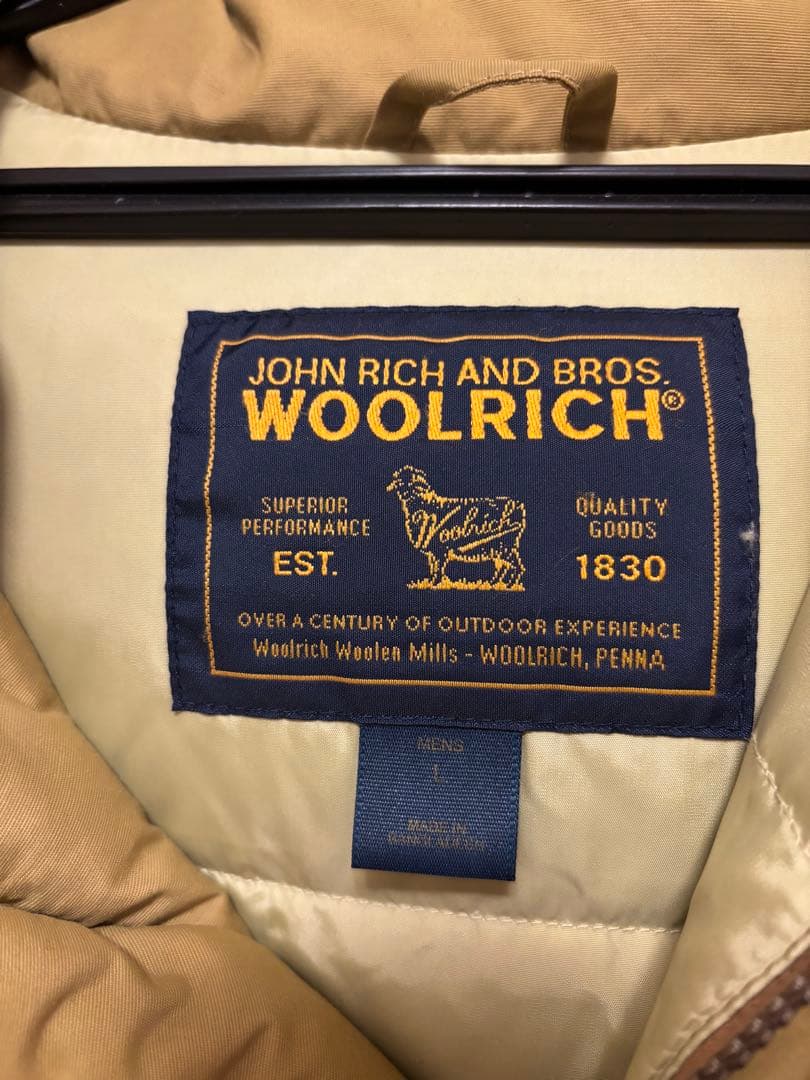 JOHN RICH AND BROS.
WOOLRICH®
SUPERIOR
PERFORMANCE
EST.
Woolrich
QUALITY
GOODS
1830
OVER A CENTURY OF OUTDOOR EXPERIENCE
Woolrich Woolen Mills - WOOLRICH, PENNA
MENS
L
MADE IN
BANGLADESH